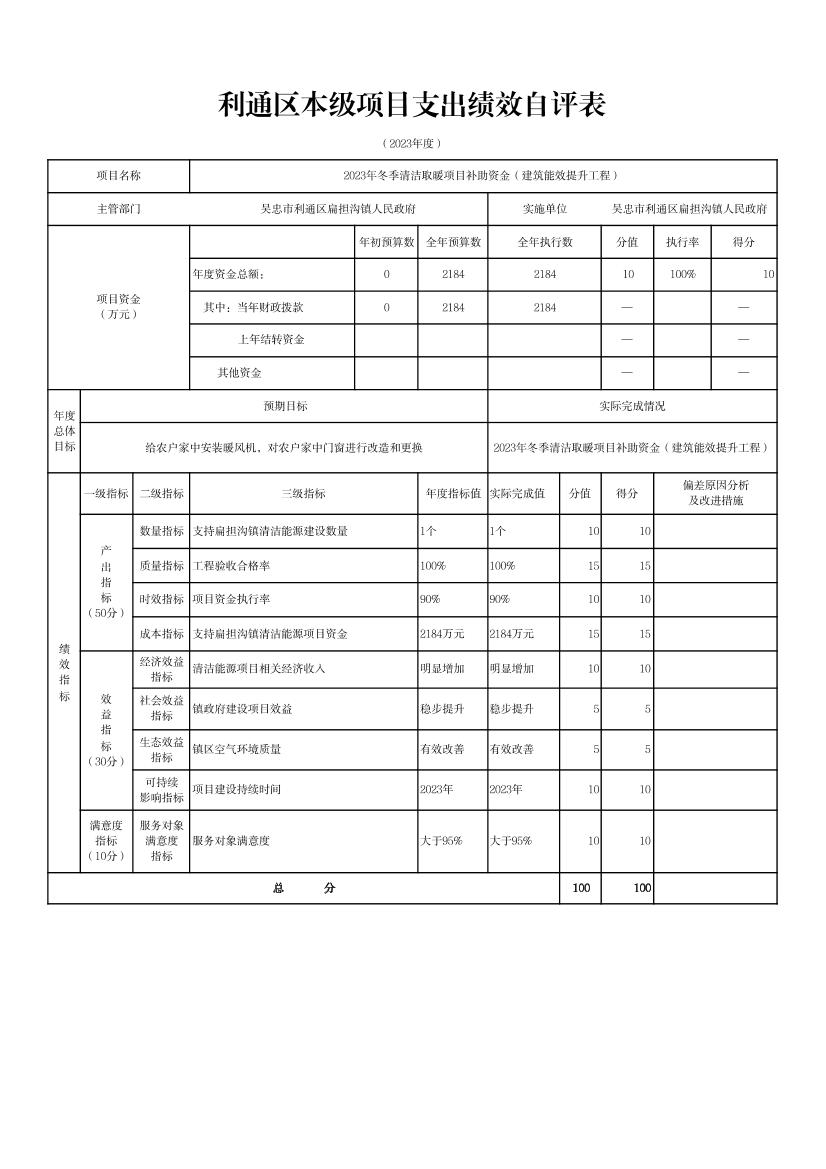 利通区本级项目支出绩效自评表
（2023年度）
项目名称 2023年冬季清洁取暖项目补助资金（建筑能效提升工程）
主管部门 吴忠市利通区扁担沟镇人民政府 实施单位 吴忠市利通区扁担沟镇人民政府
项目资金
（万元）
年初预算数 全年预算数 全年执行数 分值 执行率 得分
年度资金总额： 0 2184 2184 10 100% 10
其中：当年财政拨款 0 2184 2184 — —
上年结转资金 — —
其他资金 — —
年度
总体
目标
预期目标 实际完成情况
给农户家中安装暖风机，对农户家中门窗进行改造和更换 2023年冬季清洁取暖项目补助资金（建筑能效提升工程）
绩
效
指
标
一级指标 二级指标 三级指标 年度指标值 实际完成值 分值 得分 偏差原因分析
及改进措施
产
出
指
标
（50分）
数量指标 支持扁担沟镇清洁能源建设数量 1个 1个 10 10
质量指标 工程验收合格率 100% 100% 15 15
时效指标 项目资金执行率 90% 90% 10 10
成本指标 支持扁担沟镇清洁能源项目资金 2184万元 2184万元 15 15
效
益
指
标
（30分）
经济效益
指标
清洁能源项目相关经济收入 明显增加 明显增加 10 10
社会效益
指标
镇政府建设项目效益 稳步提升 稳步提升 5 5
生态效益
指标
镇区空气环境质量 有效改善 有效改善 5 5
可持续
影响指标
项目建设持续时间 2023年 2023年 10 10
满意度
指标
（10分）
服务对象
满意度
指标
服务对象满意度 大于95% 大于95% 10 10
总 分 100 100